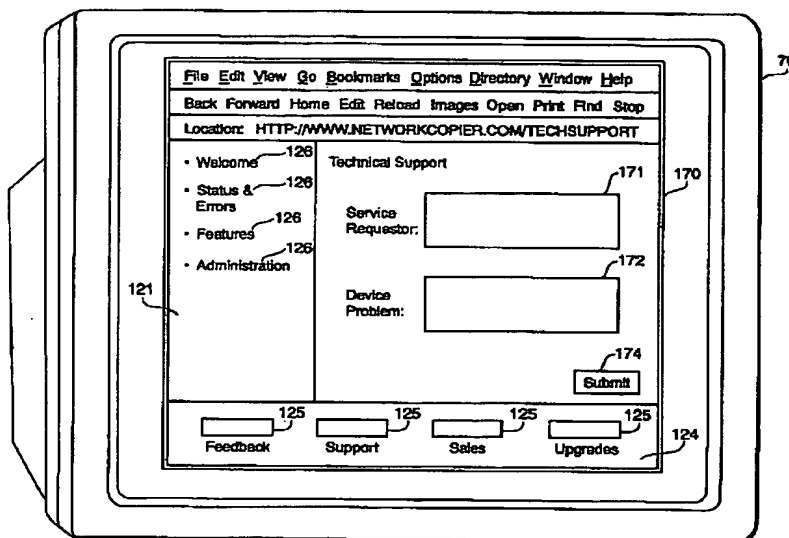 File Edit View Go Bookmarks Options Directory Window Help
Back Forward Home Edit Reload Images Open Print Find Stop
Location: HTTP://WWW.NETWORKCOPIER.COM/TECHSUPPORT
• Welcome 126
• Status & Errors 126
• Features 126
• Administration 126
121
Technical Support
171
170
Service
Requestor:
172
Device
Problem:
174
Submit
125 125 125 125
Feedback Support Sales Upgrades
124